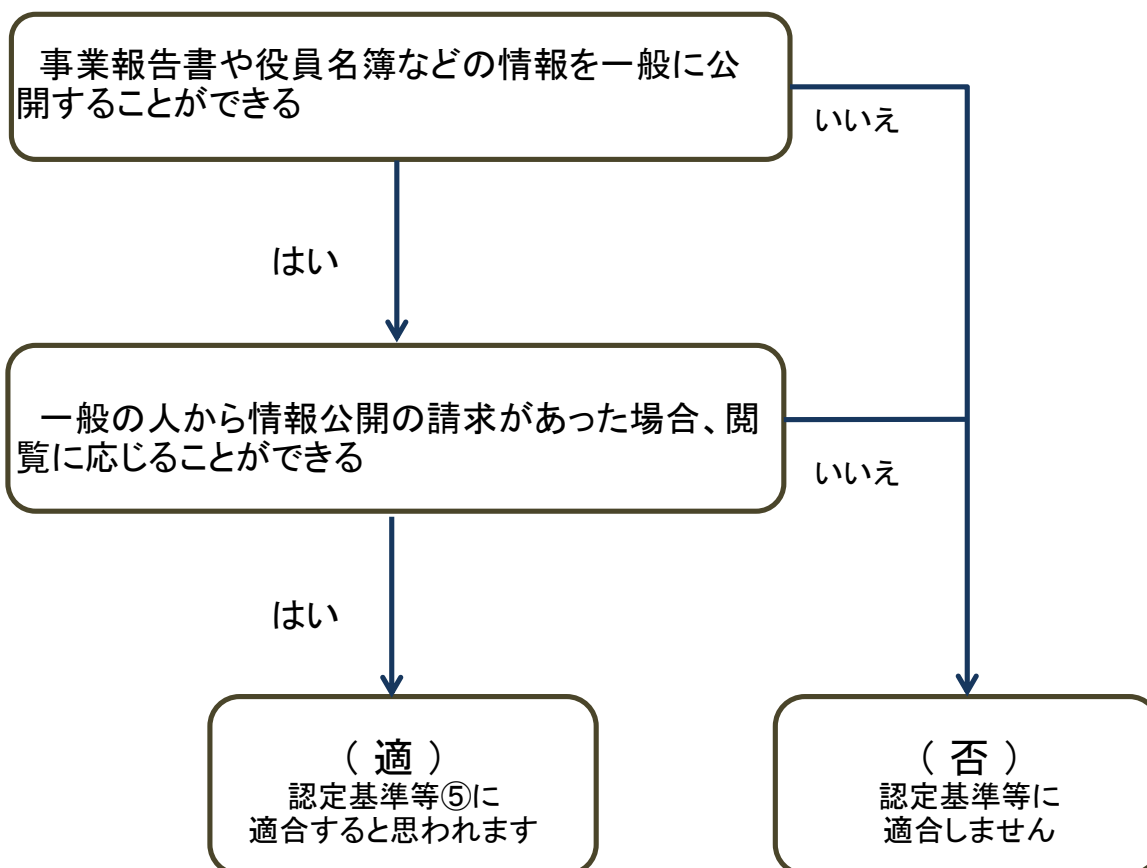 事業報告書や役員名簿などの情報を一般に公
開することができる
いいえ
はい
一般の人から情報公開の請求があった場合、閲
覧に応じることができる
いいえ
はい
（ 適 ）
認定基準等⑤に
適合すると思われます
（ 否 ）
認定基準等に
適合しません